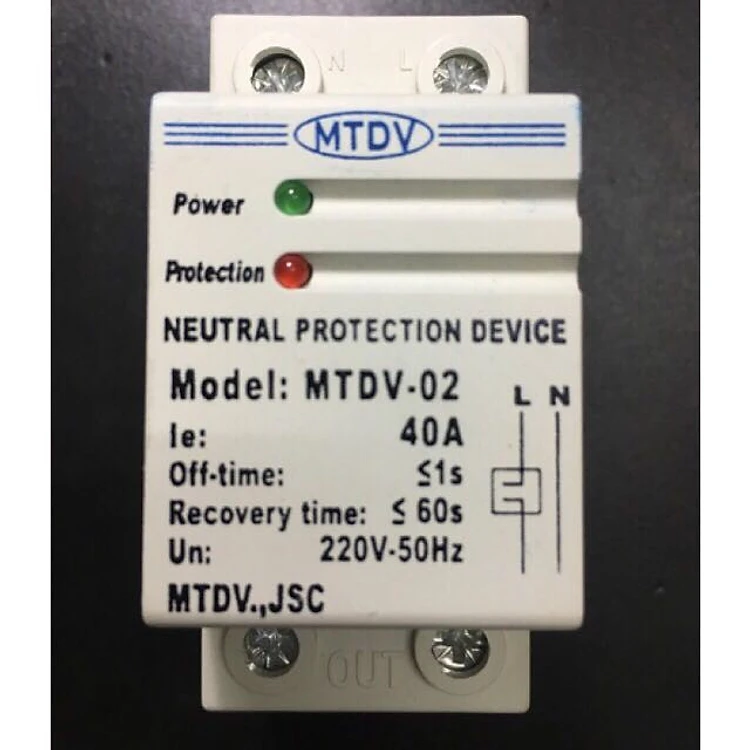 N L
MTDV
Power
Protection
NEUTRAL PROTECTION DEVICE
Model: MTDV-02
L N
Ie: 40A
Off-time: ≤1s
Recovery time: ≤ 60s
Un: 220V-50Hz
MTDV.,JSC
OUT